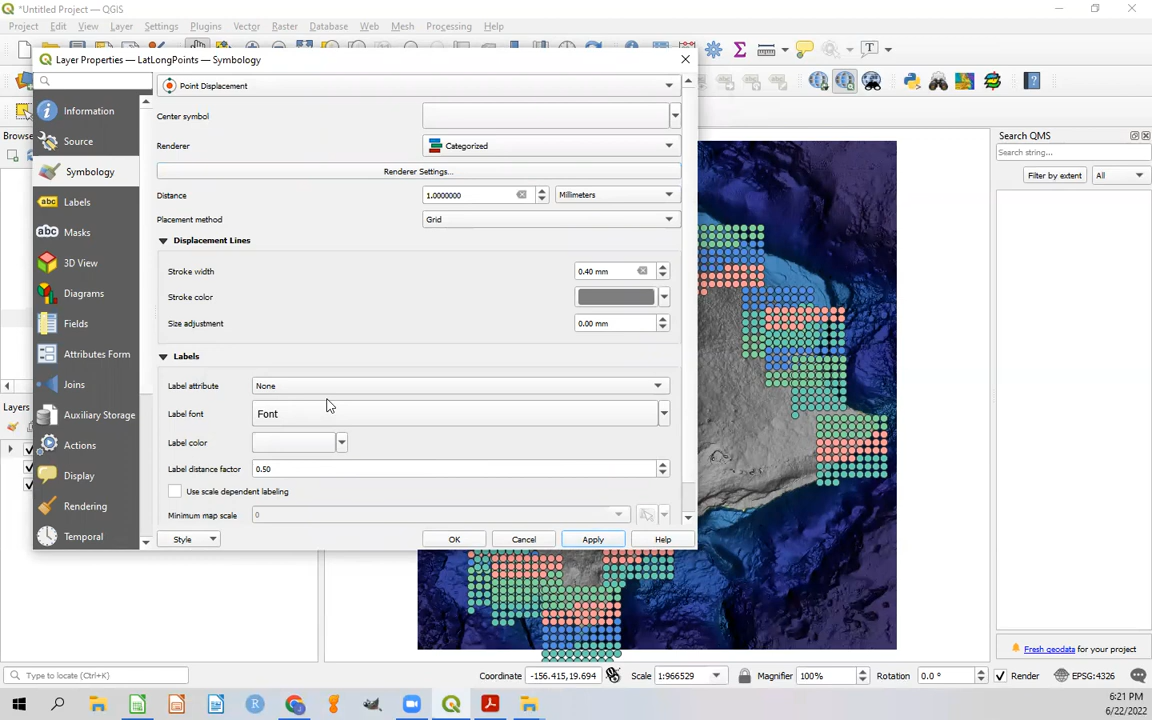 *Untitled Project — QGIS
Project Edit View Layer Settings Plugins Vector Raster Database Web Mesh Processing Help
Layer Properties — LatLongPoints — Symbology
Information
Source
Symbology
Labels
Masks
3D View
Diagrams
Fields
Attributes Form
Joins
Auxiliary Storage
Actions
Display
Rendering
Temporal
Point Displacement
Center symbol
Renderer Categorized
Renderer Settings...
Distance 1.0000000 Millimeters
Placement method Grid
Displacement Lines
Stroke width 0.40 mm
Stroke color
Size adjustment 0.00 mm
Labels
Label attribute None
Label font Font
Label color
Label distance factor 0.50
Use scale dependent labeling
Minimum map scale 0
Style OK Cancel Apply Help
Brows
Layers
Search QMS
Search string...
Filter by extent All
Fresh geodata for your project
Type to locate (Ctrl+K) Coordinate -156.415,19.694 Scale 1:966529 Magnifier 100% Rotation 0.0 ° Render EPSG:4326
6:21 PM
6/22/2022